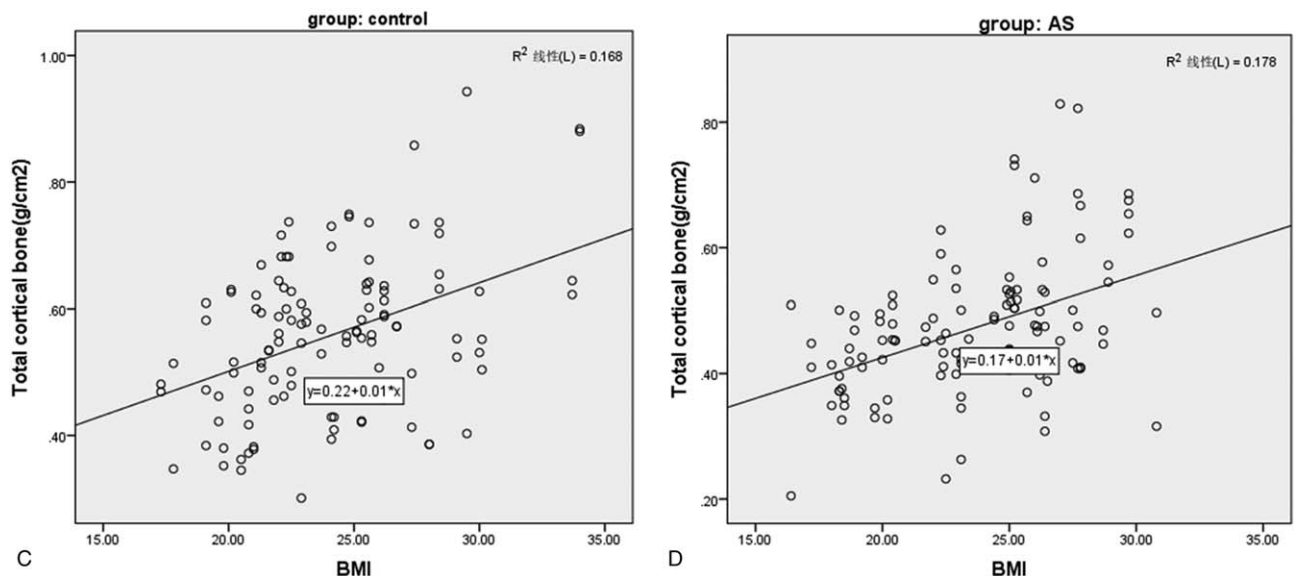 group: control
R² 线性(L) = 0.168
Total cortical bone(g/cm2)
1.00
.80
.60
.40
y=0.22+0.01*x
15.00 20.00 25.00 30.00 35.00
BMI
C
group: AS
R² 线性(L) = 0.178
Total cortical bone(g/cm2)
.80
.60
.40
.20
y=0.17+0.01*x
15.00 20.00 25.00 30.00 35.00
BMI
D